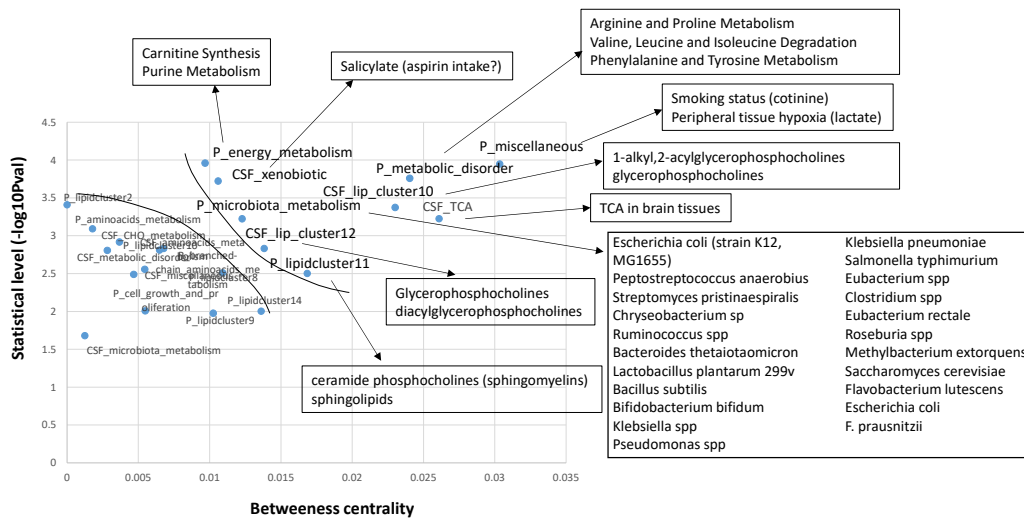 Arginine and Proline Metabolism
Valine, Leucine and Isoleucine Degradation
Phenylalanine and Tyrosine Metabolism
Carnitine Synthesis
Purine Metabolism
Salicylate (aspirin intake?)
Smoking status (cotinine)
Peripheral tissue hypoxia (lactate)
1-alkyl,2-acylglycerophosphocholines
glycerophosphocholines
TCA in brain tissues
Escherichia coli (strain K12,
MG1655)
Peptostreptococcus anaerobius
Streptomyces pristinaespiralis
Chryseobacterium sp
Ruminococcus spp
Bacteroides thetaiotaomicron
Lactobacillus plantarum 299v
Bacillus subtilis
Bifidobacterium bifidum
Klebsiella spp
Pseudomonas spp
Klebsiella pneumoniae
Salmonella typhimurium
Eubacterium spp
Clostridium spp
Eubacterium rectale
Roseburia spp
Methylbacterium extorquens
Saccharomyces cerevisiae
Flavobacterium lutescens
Escherichia coli
F. prausnitzii
Glycerophosphocholines
diacylglycerophosphocholines
ceramide phosphocholines (sphingomyelins)
sphingolipids
P_miscellaneous
P_energy_metabolism
P_metabolic_disorder
CSF_xenobiotic
CSF_lip_cluster10
P_microbiota_metabolism
CSF_TCA
CSF_lip_cluster12
P_lipidcluster11
P_lipidcluster2
P_aminoacids_metabolism
CSF_CHO_metabolism
CSF_aminoacids_meta
P_lipidcluster10
CSF_metabolic_disorder
P_branched-
chain_aminoacids_me
tabolism
CSF_miscellaneous
P_lipidcluster8
P_cell_growth_and_pr
oliferation
P_lipidcluster14
P_lipidcluster9
CSF_microbiota_metabolism
Statistical level (-log10Pval)
4.5
4
3.5
3
2.5
2
1.5
1
0.5
0
0
0.005
0.01
0.015
0.02
0.025
0.03
0.035
Betweeness centrality